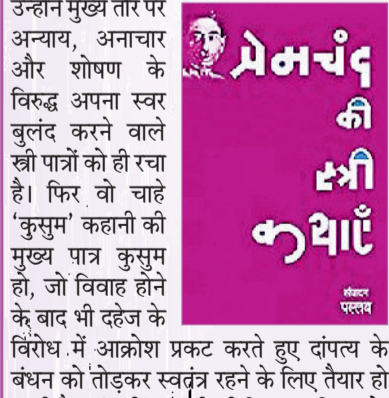 उन्होंने मुख्य तौर पर
अन्याय, अनाचार
और शोषण के
विरुद्ध अपना स्वर
बुलंद करने वाले
स्त्री पात्रों को ही रचा
है। फिर वो चाहे
‘कुसुम’ कहानी की
मुख्य पात्र कुसुम
हो, जो विवाह होने
के बाद भी दहेज के
विरोध में आक्रोश प्रकट करते हुए दांपत्य के
बंधन को तोड़कर स्वतंत्र रहने के लिए तैयार हो
प्रेमचंद
की
स्त्री
कथाएँ
संपादन
पल्लव